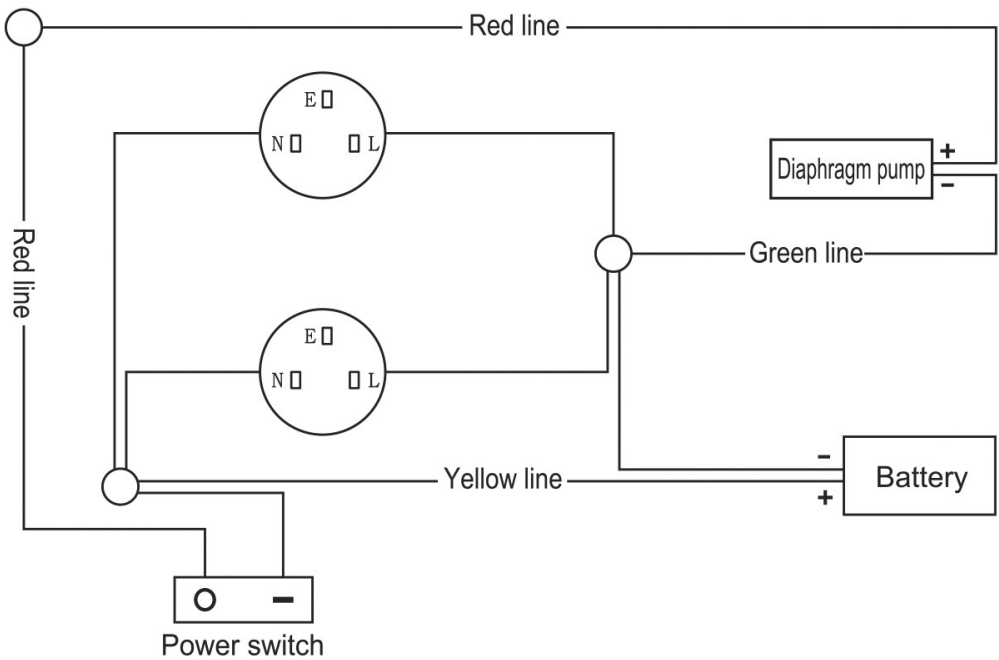 Red line
E
N L
+
Diaphragm pump
−
Red line
Green line
E
N L
−
Battery
Yellow line
+
O −
Power switch